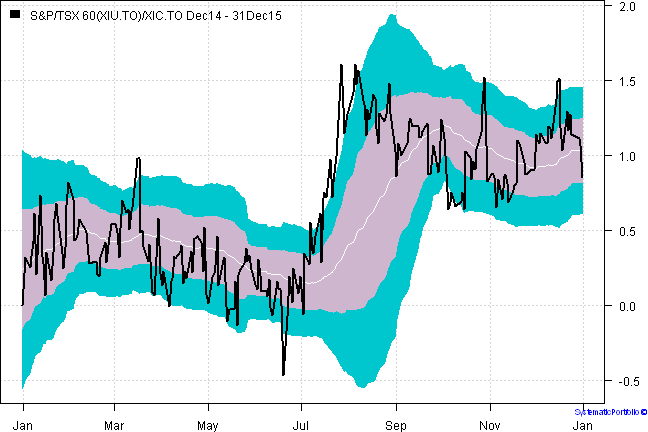 S&P/TSX 60(XIU.TO)/XIC.TO Dec14 - 31Dec15
2.0
1.5
1.0
0.5
0.0
-0.5
SystematicPortfolio ©
Jan Mar May Jul Sep Nov Jan